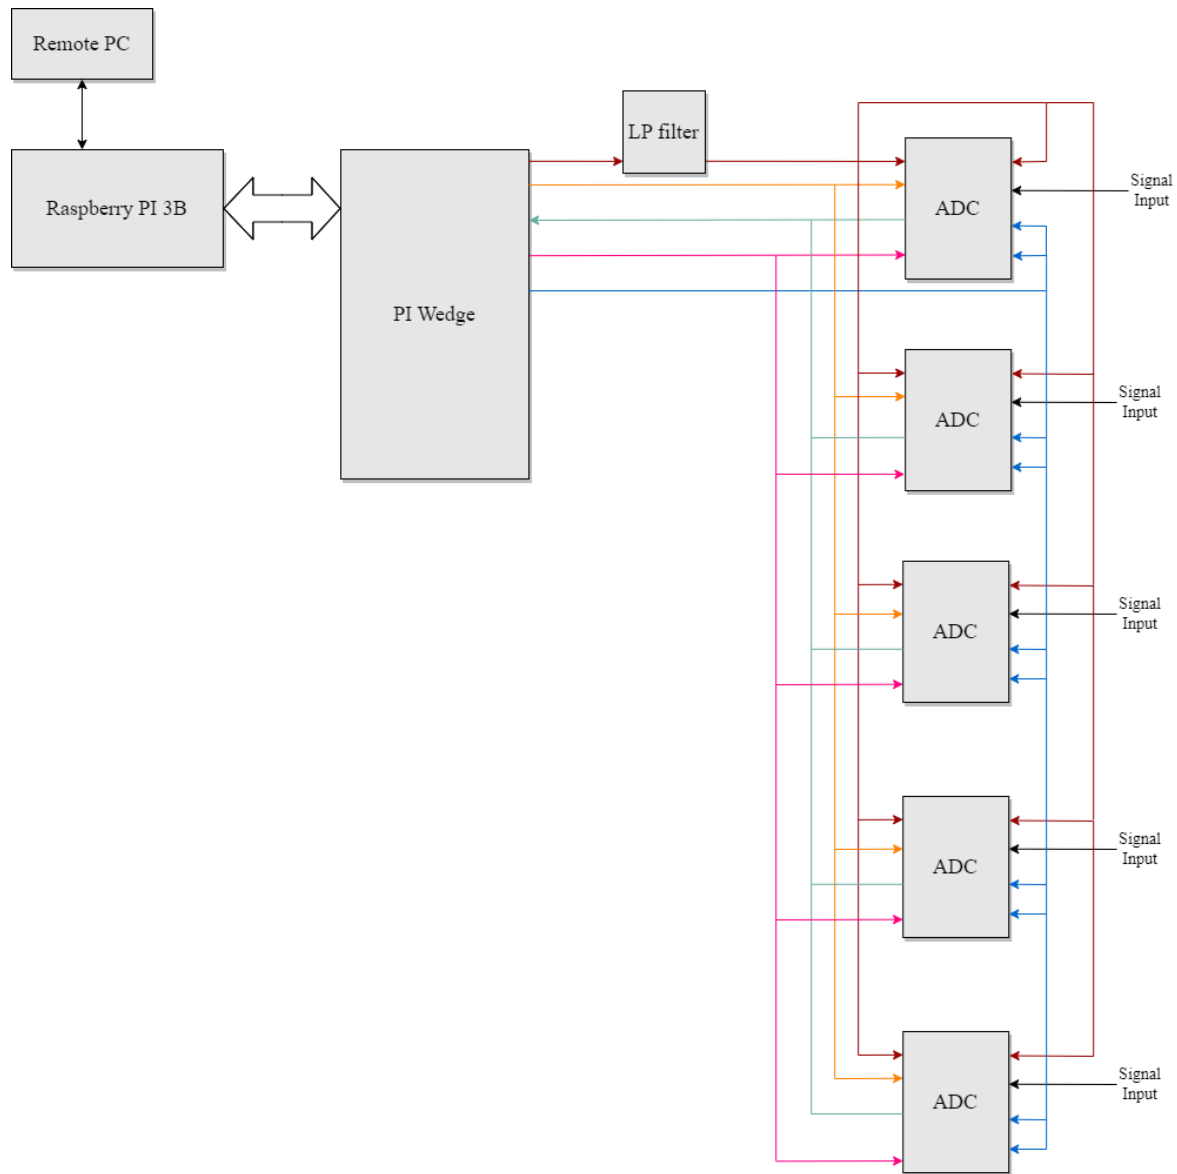 Remote PC
Raspberry PI 3B
PI Wedge
LP filter
ADC
Signal
Input
ADC
Signal
Input
ADC
Signal
Input
ADC
Signal
Input
ADC
Signal
Input